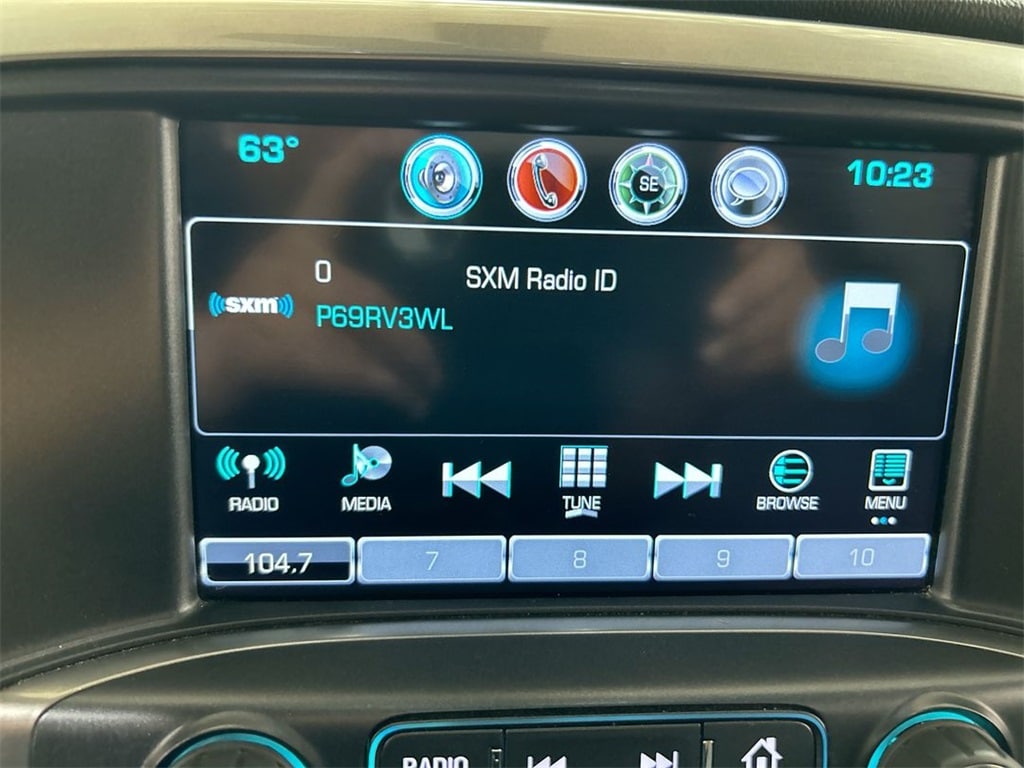 63°
SE
10:23
0
SXM Radio ID
sxm
P69RV3WL
RADIO
MEDIA
TUNE
BROWSE
MENU
104.7
7
8
9
10
RADIO